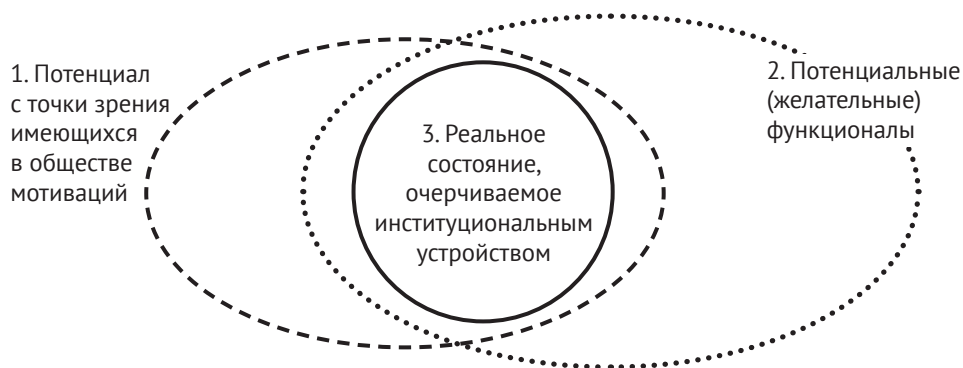 1. Потенциал
с точки зрения
имеющихся
в обществе
мотиваций
3. Реальное
состояние,
очерчиваемое
институциональным
устройством
2. Потенциальные
(желательные)
функционалы